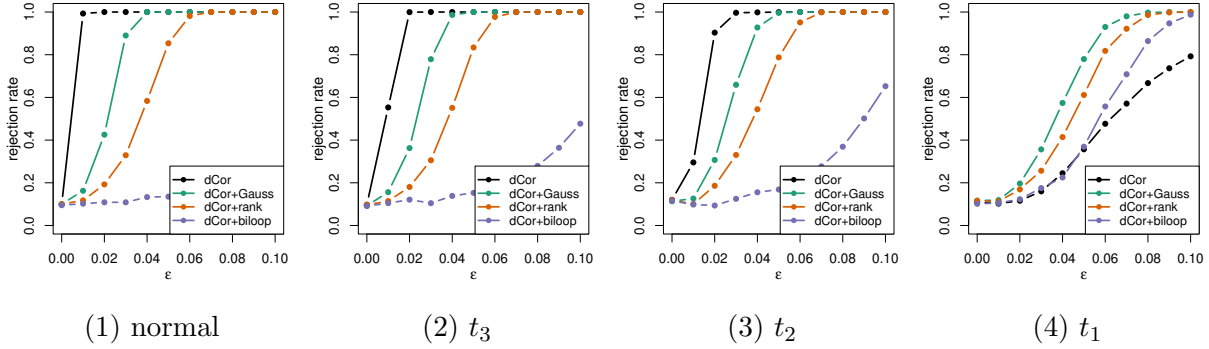 rejection rate
1.0
0.8
0.6
0.4
0.2
0.0
dCor
dCor+Gauss
dCor+rank
dCor+biloop
0.00 0.02 0.04 0.06 0.08 0.10
ε
(1) normal
rejection rate
1.0
0.8
0.6
0.4
0.2
0.0
dCor
dCor+Gauss
dCor+rank
dCor+biloop
0.00 0.02 0.04 0.06 0.08 0.10
ε
(2) t₃
rejection rate
1.0
0.8
0.6
0.4
0.2
0.0
dCor
dCor+Gauss
dCor+rank
dCor+biloop
0.00 0.02 0.04 0.06 0.08 0.10
ε
(3) t₂
rejection rate
1.0
0.8
0.6
0.4
0.2
0.0
dCor
dCor+Gauss
dCor+rank
dCor+biloop
0.00 0.02 0.04 0.06 0.08 0.10
ε
(4) t₁